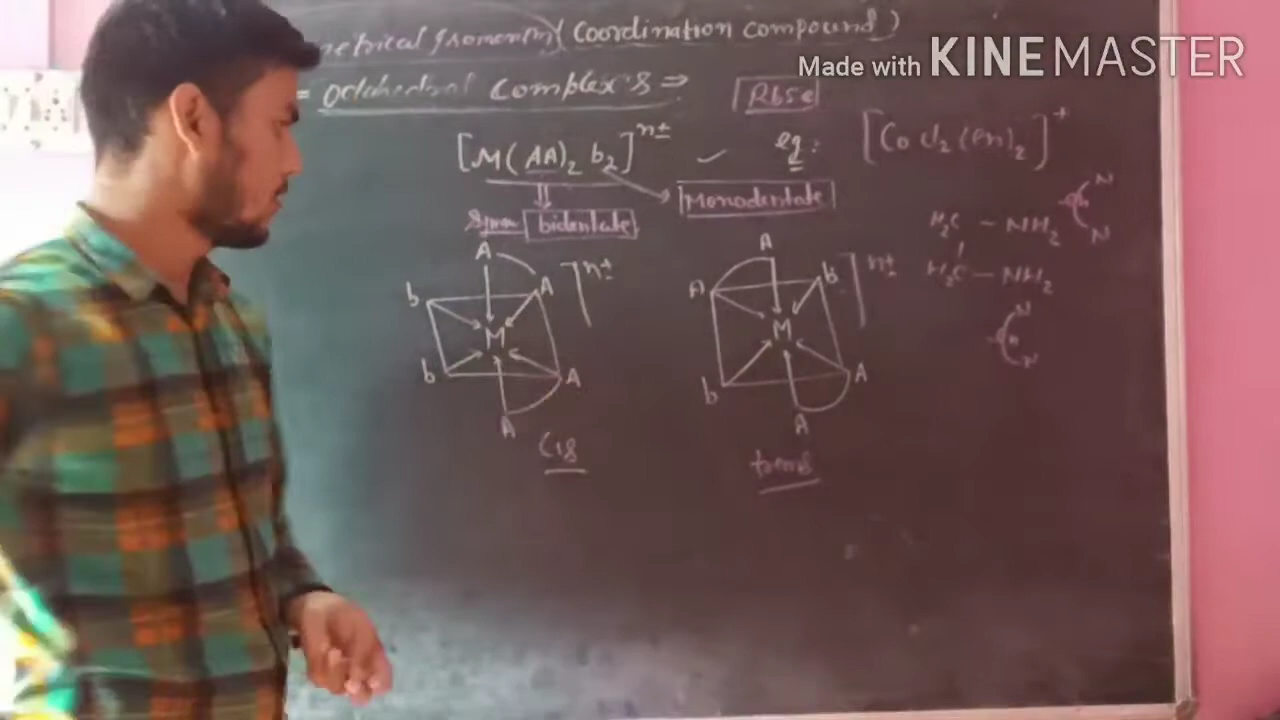 (Coordination compound)
Made with KINEMASTER
= Octahedral Complex's ⇒
Rbse
[M(AA)₂ b₂]ⁿ±
eg: [Co Cl₂ (en)₂]⁺
Monodentate
bidentate
H₂C - NH₂
H₂C - NH₂
N
N
N
N
A
A
b
b
M
A
A
n±
Cis
A
A
b
M
b
A
A
n±
trans